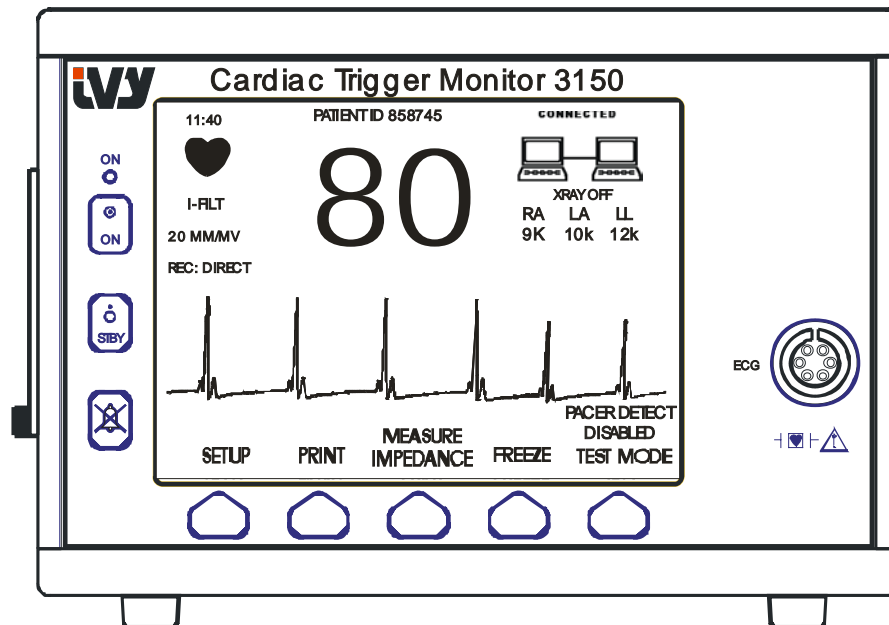 ivy
Cardiac Trigger Monitor 3150
11:40
PATIENT ID 858745
CONNECTED
80
I-FILT
XRAY OFF
RA LA LL
9K 10k 12k
20 MM/MV
REC: DIRECT
ON
ON
STBY
ECG
PACER DETECT
DISABLED
SETUP
PRINT
MEASURE
IMPEDANCE
FREEZE
TEST MODE